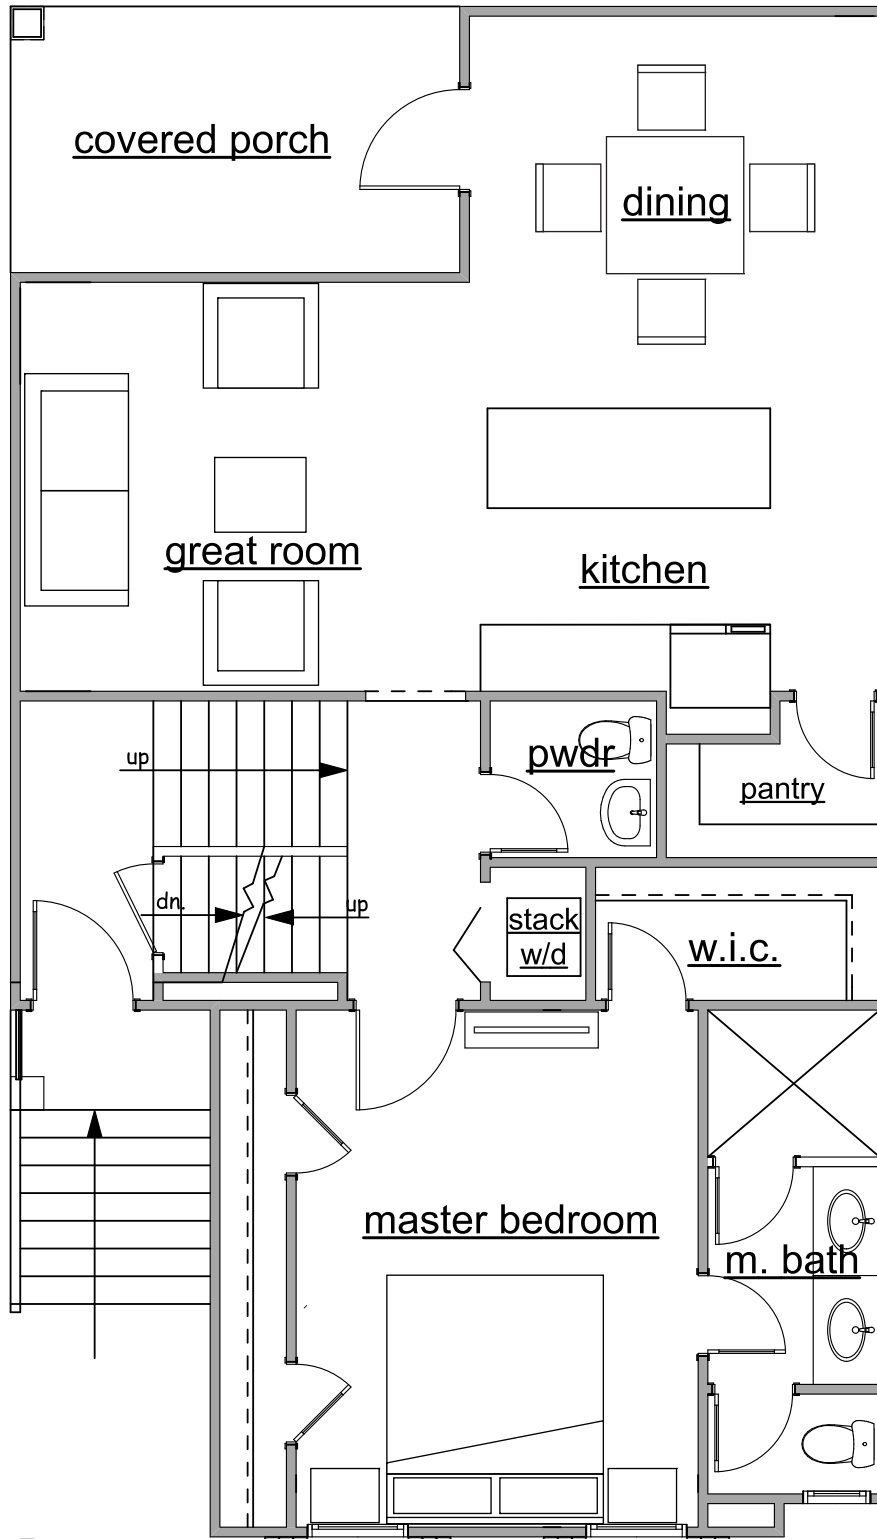 covered porch
dining
great room
kitchen
up
pwdr
pantry
dn.
up
stack
w/d
w.i.c.
master bedroom
m. bath